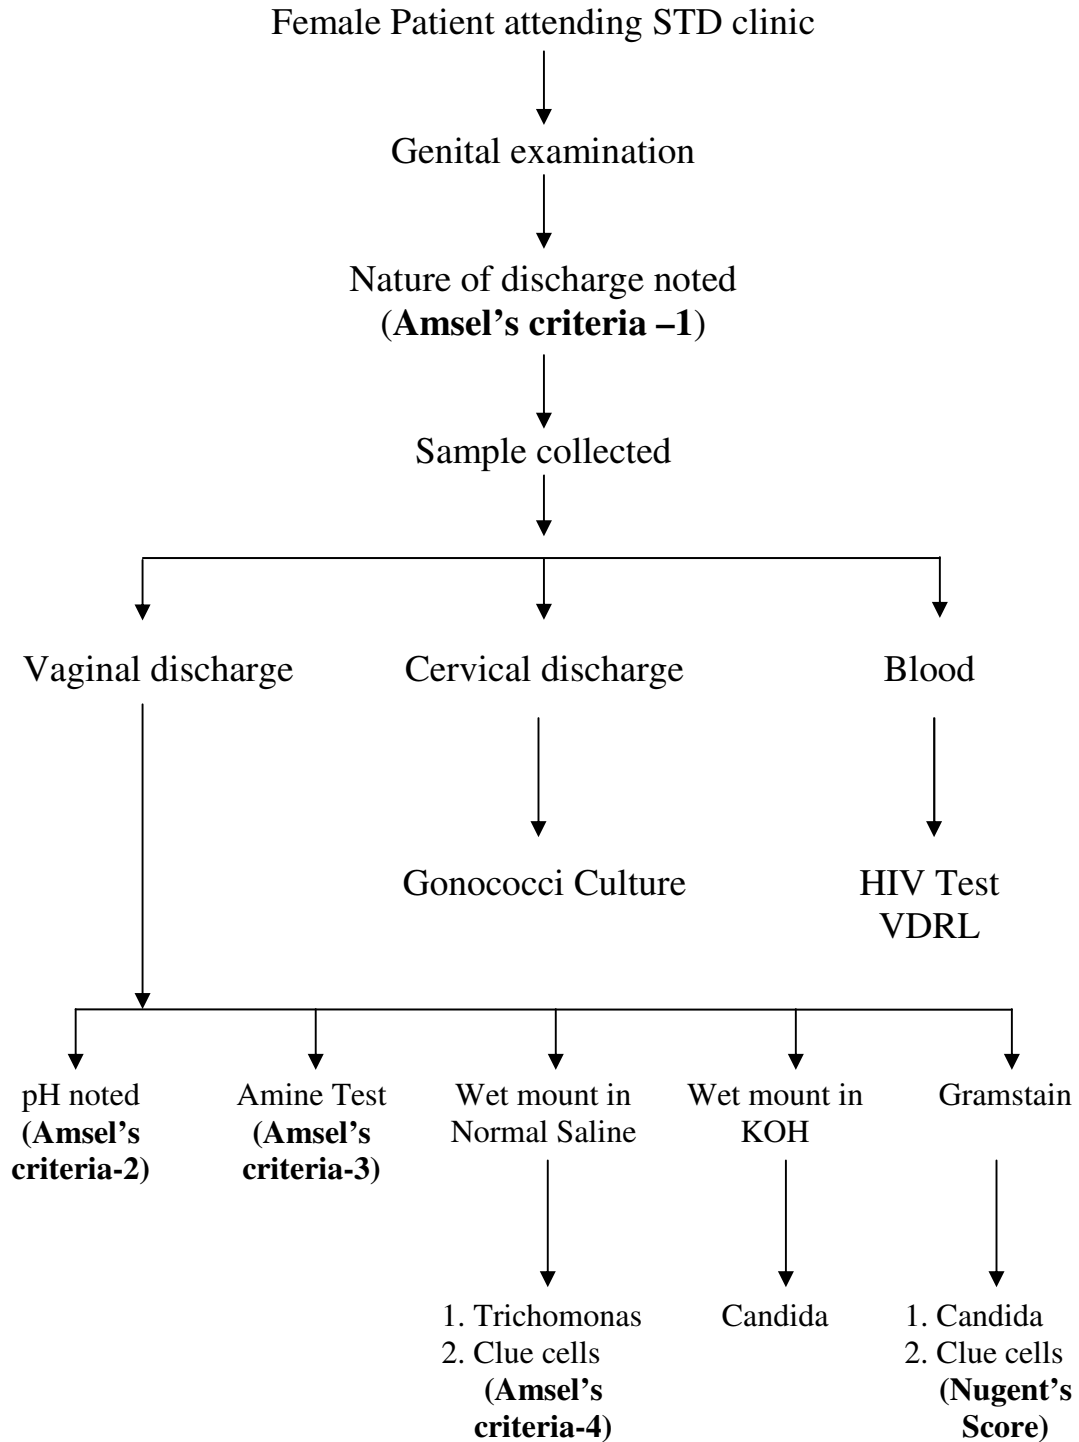 Female Patient attending STD clinic
Genital examination
Nature of discharge noted
(Amsel's criteria –1)
Sample collected
Vaginal discharge
Cervical discharge
Blood
Gonococci Culture
HIV Test
VDRL
pH noted
(Amsel's
criteria-2)
Amine Test
(Amsel's
criteria-3)
Wet mount in
Normal Saline
Wet mount in
KOH
Gramstain
1. Trichomonas
2. Clue cells
(Amsel's
criteria-4)
Candida
1. Candida
2. Clue cells
(Nugent's
Score)